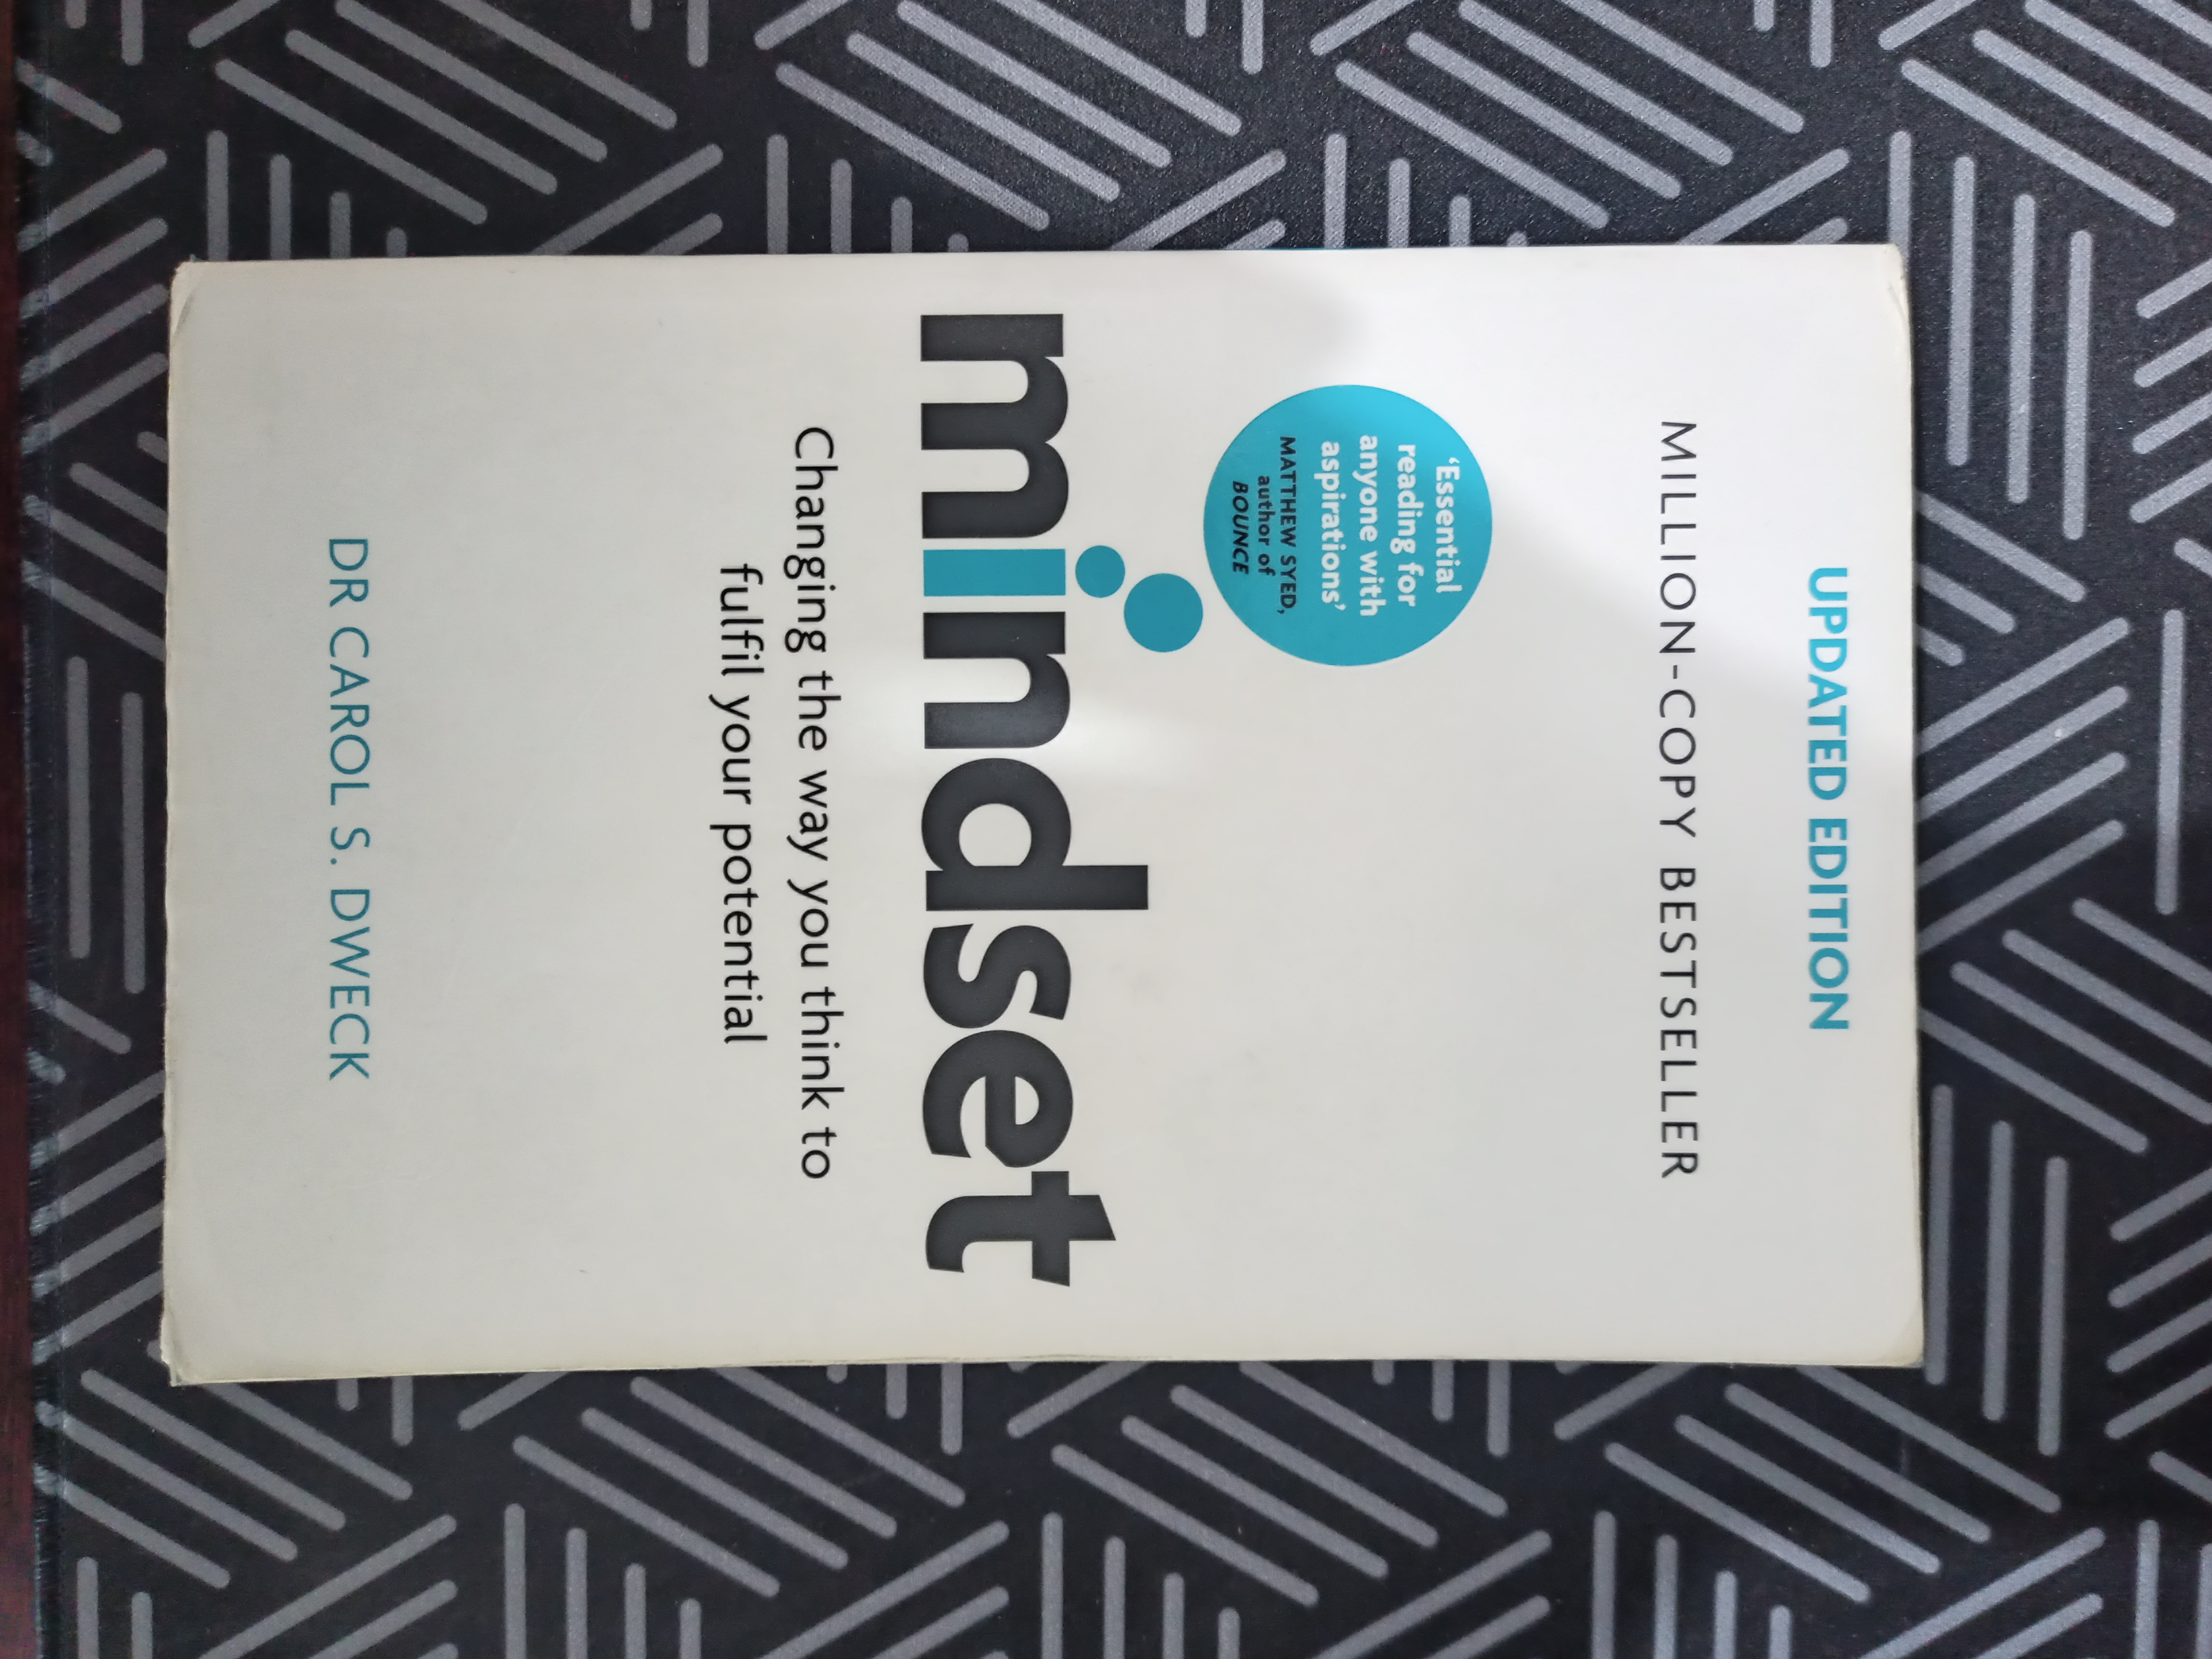 UPDATED EDITION
MILLION-COPY BESTSELLER
‘Essential
reading for
anyone with
aspirations’
MATTHEW SYED,
author of
BOUNCE
mindset
Changing the way you think to
fulfil your potential
DR CAROL S. DWECK